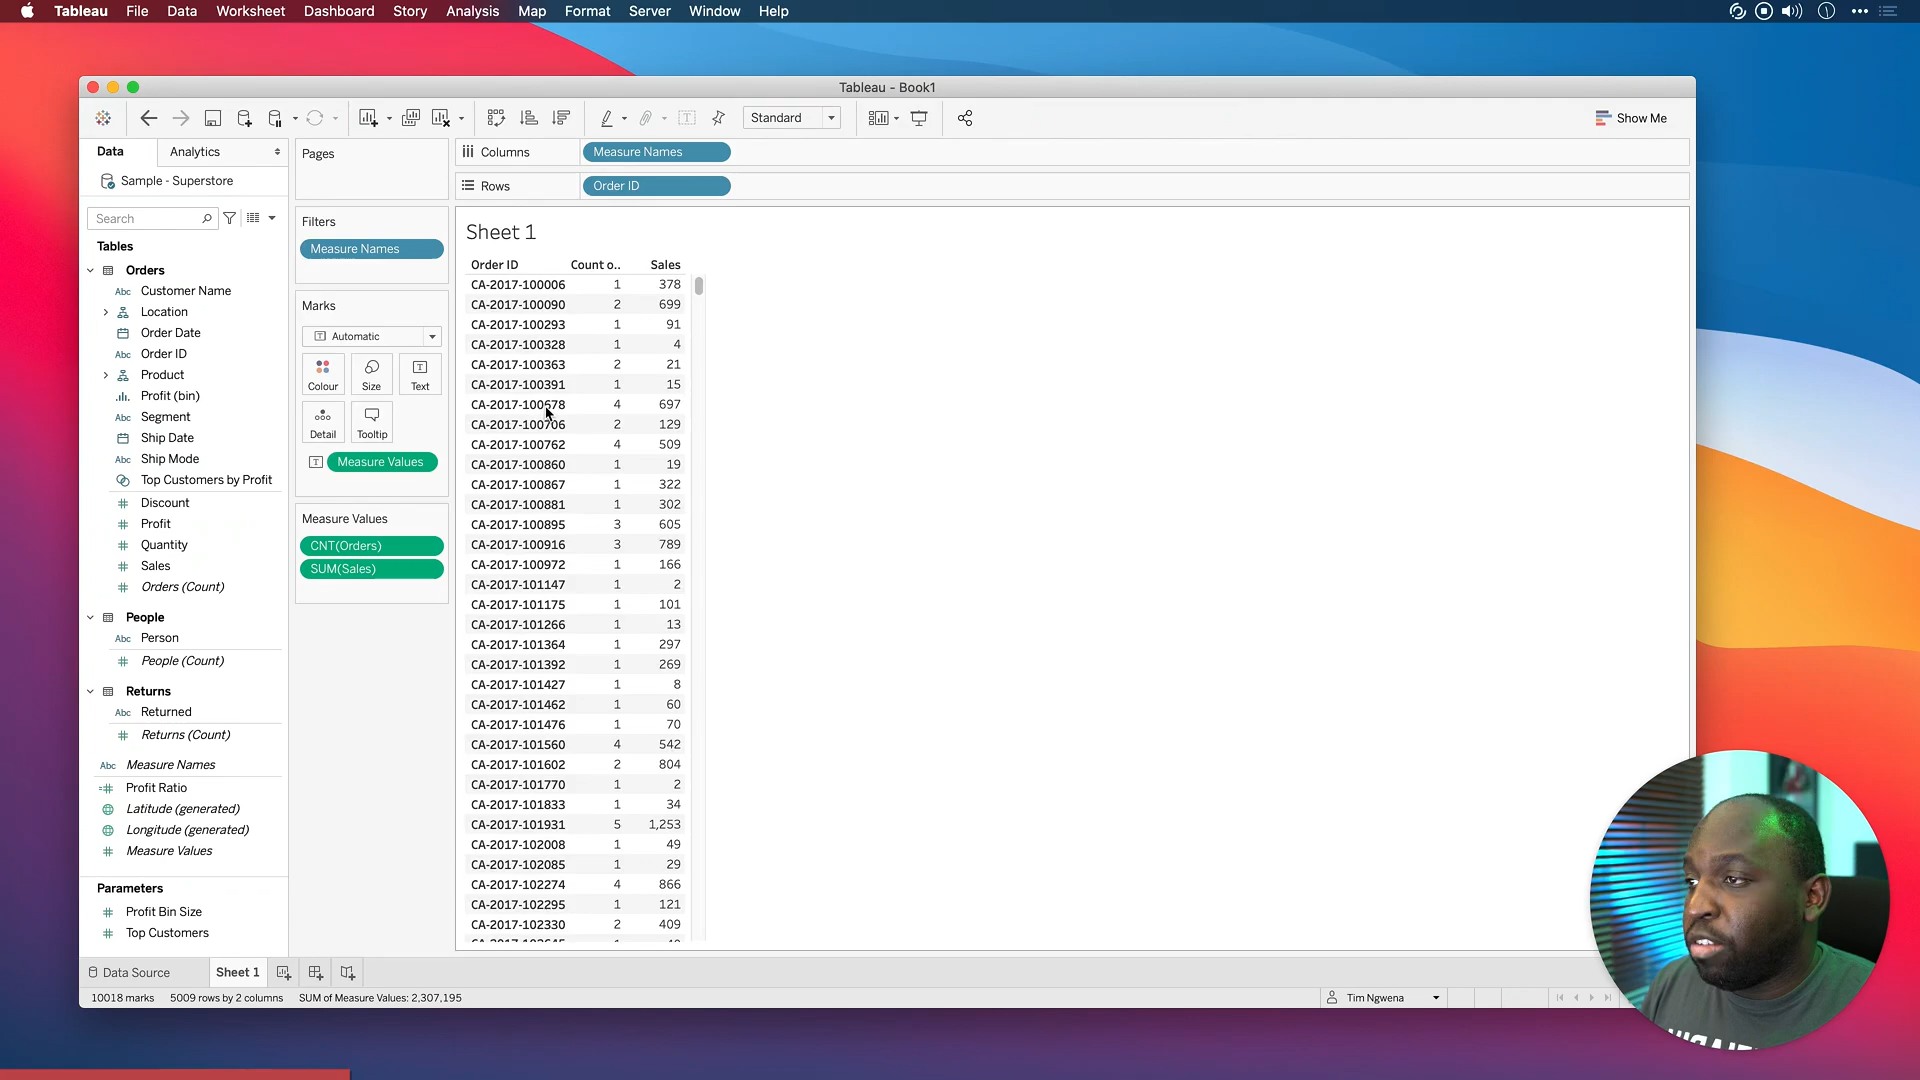 Tableau File Data Worksheet Dashboard Story Analysis Map Format Server Window Help
Tableau - Book1
Standard
Show Me
Data Analytics
Sample - Superstore
Search
Tables
Orders
Abc Customer Name
Location
Order Date
Abc Order ID
Product
Profit (bin)
Abc Segment
Ship Date
Abc Ship Mode
Top Customers by Profit
Discount
Profit
Quantity
Sales
Orders (Count)
People
Abc Person
People (Count)
Returns
Abc Returned
Returns (Count)
Abc Measure Names
Profit Ratio
Latitude (generated)
Longitude (generated)
Measure Values
Parameters
Profit Bin Size
Top Customers
Pages
Filters
Measure Names
Marks
Automatic
Colour Size Text
Detail Tooltip
Measure Values
Measure Values
CNT(Orders)
SUM(Sales)
Columns Measure Names
Rows Order ID
Sheet 1
Order ID Count o.. Sales
CA-2017-100006 1 378
CA-2017-100090 2 699
CA-2017-100293 1 91
CA-2017-100328 1 4
CA-2017-100363 2 21
CA-2017-100391 1 15
CA-2017-100678 4 697
CA-2017-100706 2 129
CA-2017-100762 4 509
CA-2017-100860 1 19
CA-2017-100867 1 322
CA-2017-100881 1 302
CA-2017-100895 3 605
CA-2017-100916 3 789
CA-2017-100972 1 166
CA-2017-101147 1 2
CA-2017-101175 1 101
CA-2017-101266 1 13
CA-2017-101364 1 297
CA-2017-101392 1 269
CA-2017-101427 1 8
CA-2017-101462 1 60
CA-2017-101476 1 70
CA-2017-101560 4 542
CA-2017-101602 2 804
CA-2017-101770 1 2
CA-2017-101833 1 34
CA-2017-101931 5 1,253
CA-2017-102008 1 49
CA-2017-102085 1 29
CA-2017-102274 4 866
CA-2017-102295 1 121
CA-2017-102330 2 409
Data Source Sheet 1
10018 marks 5009 rows by 2 columns SUM of Measure Values: 2,307,195
Tim Ngwena